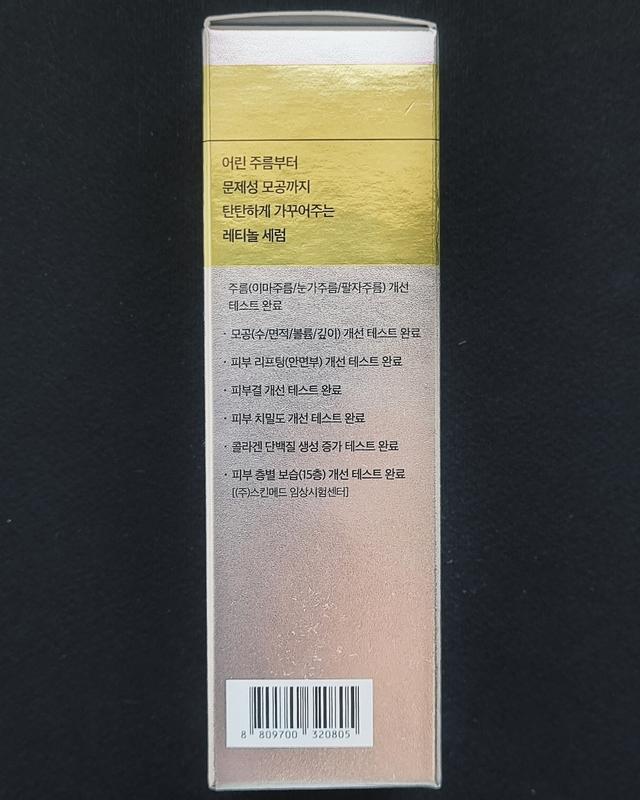 어린 주름부터
문제성 모공까지
탄탄하게 가꾸어주는
레티놀 세럼
주름(이마주름/눈가주름/팔자주름) 개선
테스트 완료
· 모공(수/면적/볼륨/깊이) 개선 테스트 완료
· 피부 리프팅(안면부) 개선 테스트 완료
· 피부결 개선 테스트 완료
· 피부 치밀도 개선 테스트 완료
· 콜라겐 단백질 생성 증가 테스트 완료
· 피부 층별 보습(15층) 개선 테스트 완료
[(주)스킨메드 임상시험센터]
8 809700 320805